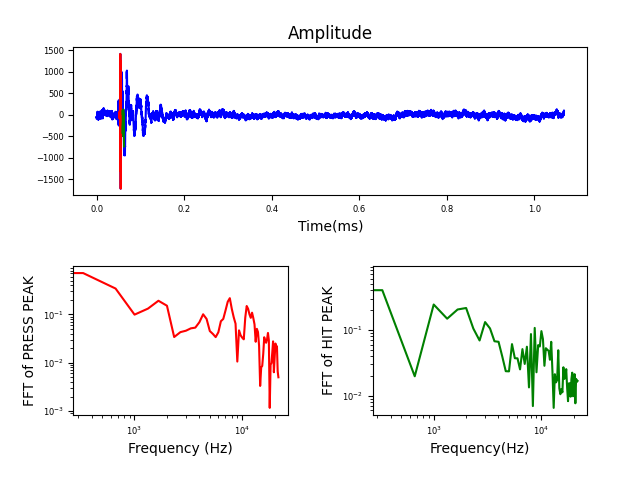 Amplitude
1500
1000
500
0
−500
−1000
−1500
0.0 0.2 0.4 0.6 0.8 1.0
Time(ms)
FFT of PRESS PEAK
10⁻¹
10⁻²
10⁻³
10³ 10⁴
Frequency (Hz)
FFT of HIT PEAK
10⁻¹
10⁻²
10³ 10⁴
Frequency(Hz)